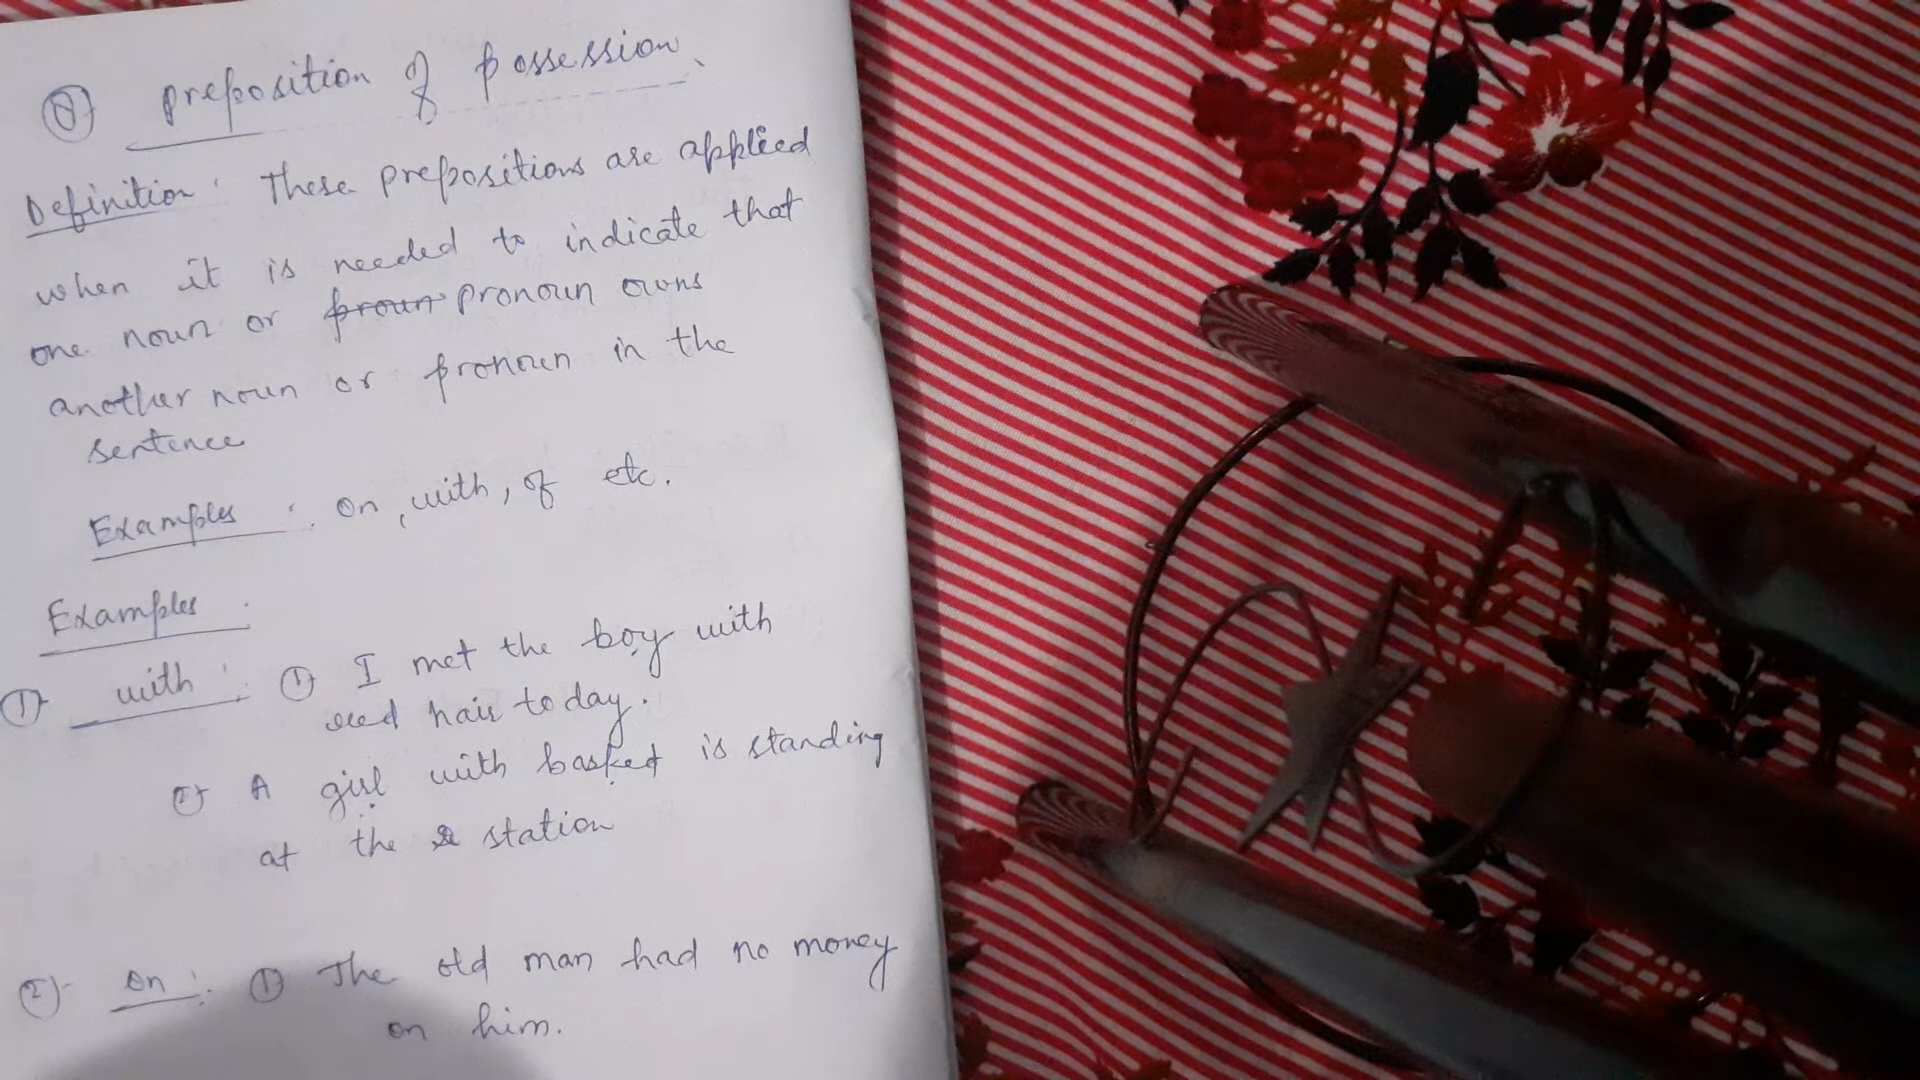 ⑧ preposition of possession
Definition : These prepositions are applied
when it is needed to indicate that
one noun or proun pronoun owns
another noun or pronoun in the
sentence
Examples : on, with, of etc.
Examples :
① with : ① I met the boy with
red hair today.
② A girl with basket is standing
at the station
② on : ① The old man had no money
on him.